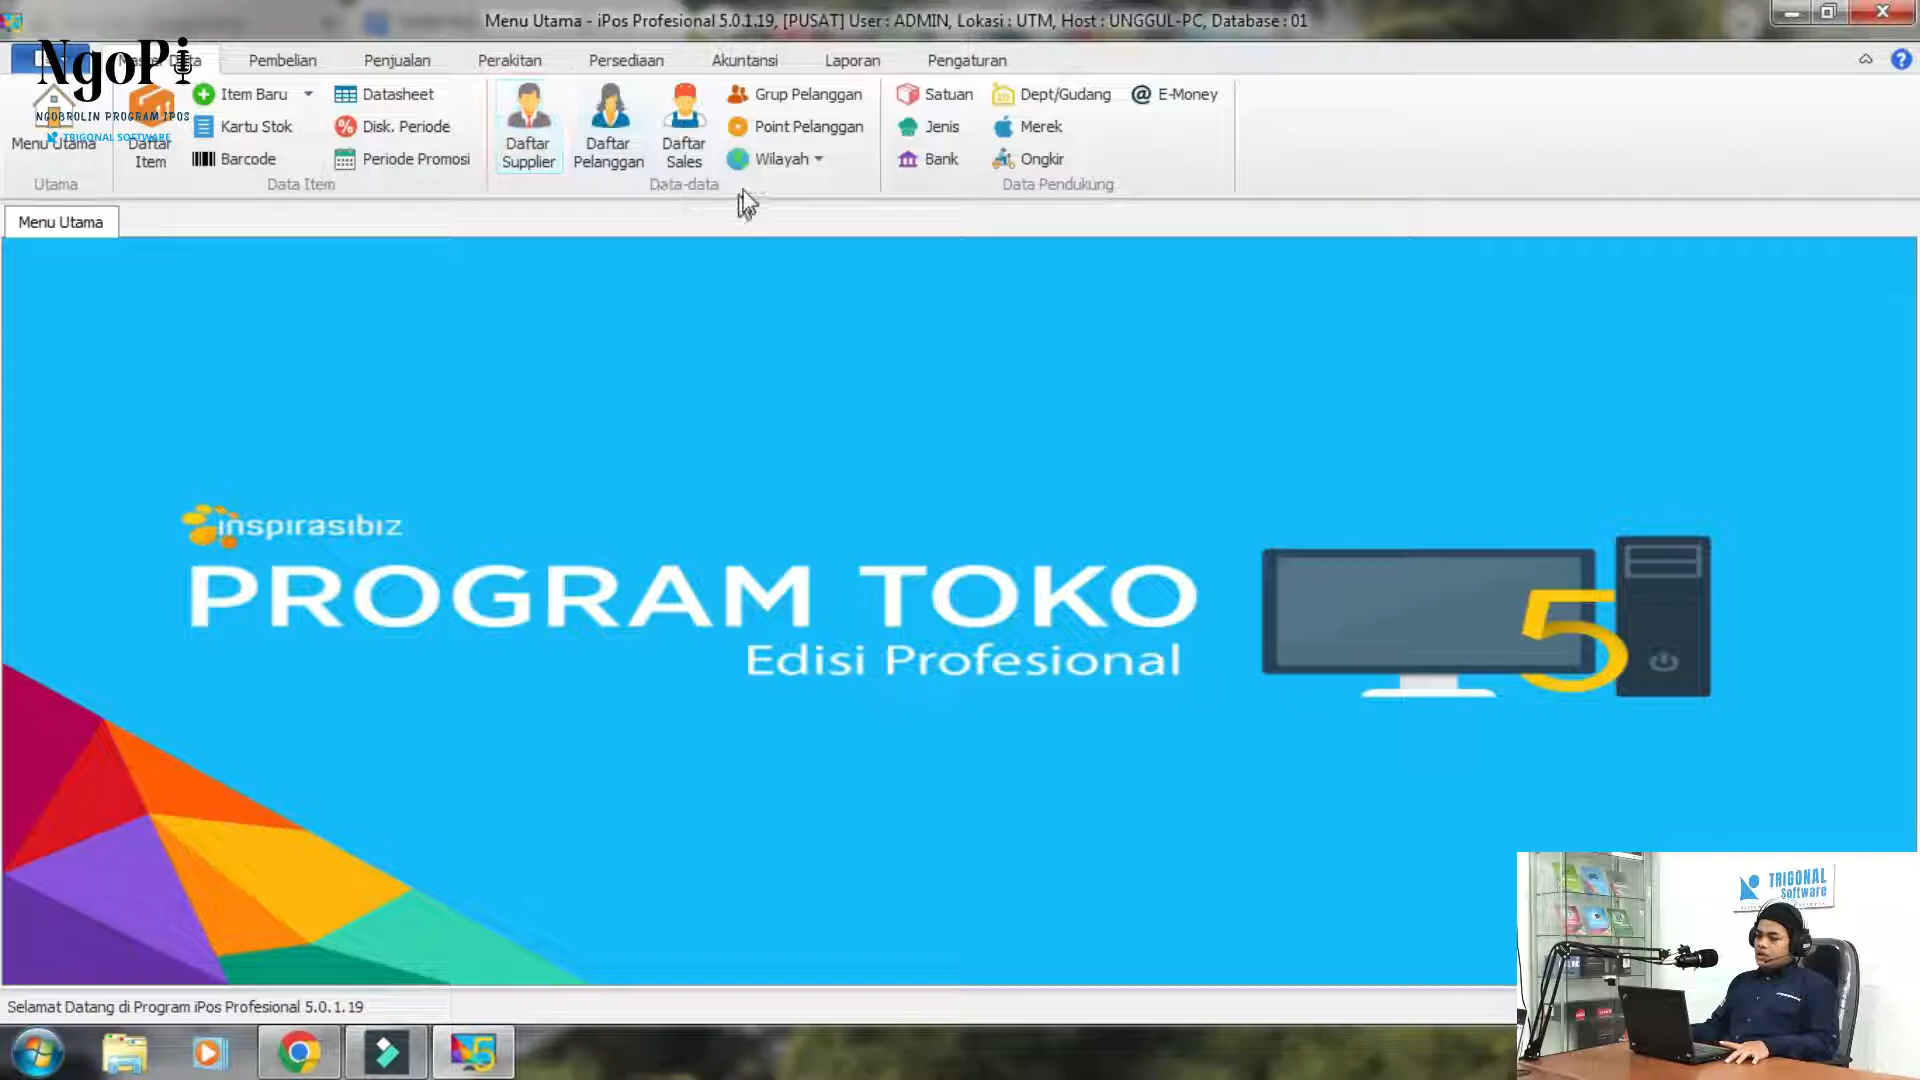 Menu Utama - iPos Profesional 5.0.1.19, [PUSAT] User : ADMIN, Lokasi : UTM, Host : UNGGUL-PC, Database : 01
NgoPi
NGOBROLIN PROGRAM IPOS
TRIGONAL SOFTWARE
Pembelian
Penjualan
Perakitan
Persediaan
Akuntansi
Laporan
Pengaturan
Menu Utama
Utama
Daftar
Item
Item Baru
Kartu Stok
Barcode
Datasheet
Disk. Periode
Periode Promosi
Data Item
Daftar
Supplier
Daftar
Pelanggan
Daftar
Sales
Grup Pelanggan
Point Pelanggan
Wilayah
Data-data
Satuan
Jenis
Bank
Dept/Gudang
Merek
Ongkir
@ E-Money
Data Pendukung
Menu Utama
inspirasibiz
PROGRAM TOKO
Edisi Profesional
5
TRIGONAL
Software
Selamat Datang di Program iPos Profesional 5.0.1.19